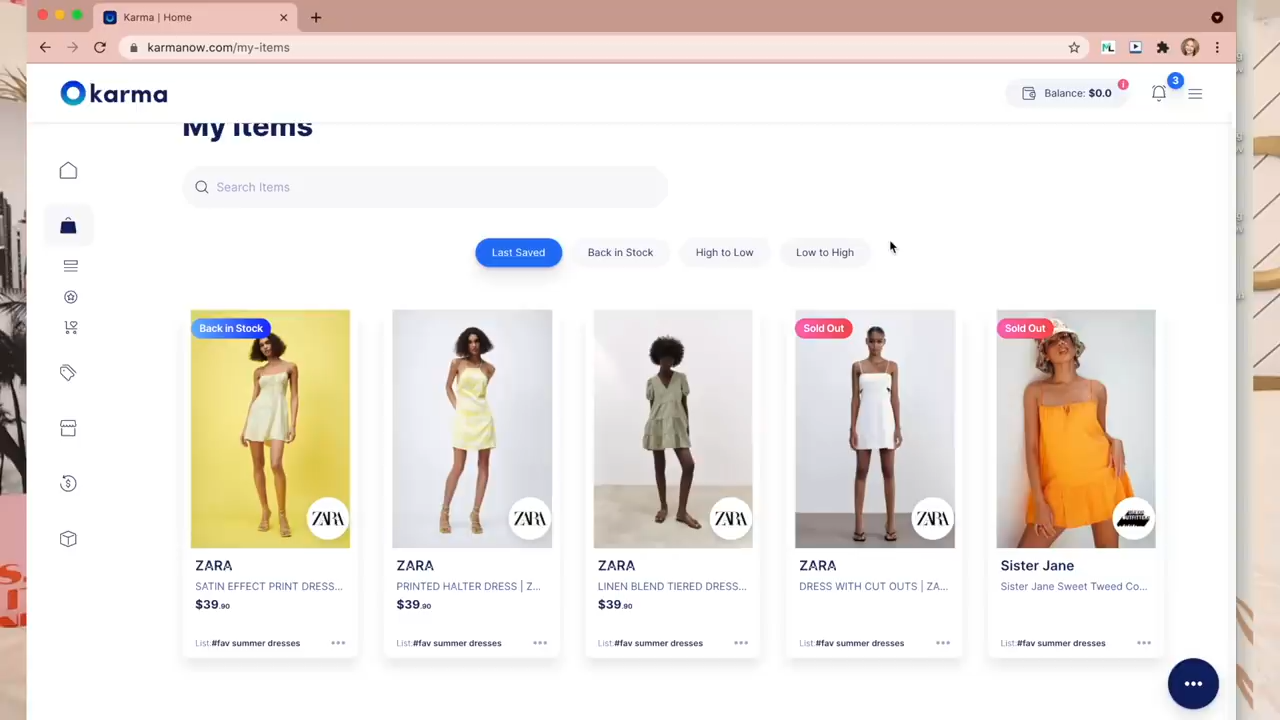 Karma | Home
karmanow.com/my-items
karma
Balance: $0.0
3
My Items
Search Items
Last Saved
Back in Stock
High to Low
Low to High
Back in Stock
Sold Out
Sold Out
ZARA
ZARA
ZARA
ZARA
ZARA
SATIN EFFECT PRINT DRESS...
$39.90
List:#fav summer dresses
ZARA
PRINTED HALTER DRESS | Z...
$39.90
List:#fav summer dresses
ZARA
LINEN BLEND TIERED DRESS...
$39.90
List:#fav summer dresses
ZARA
DRESS WITH CUT OUTS | ZA...
List:#fav summer dresses
Sister Jane
Sister Jane Sweet Tweed Co...
List:#fav summer dresses